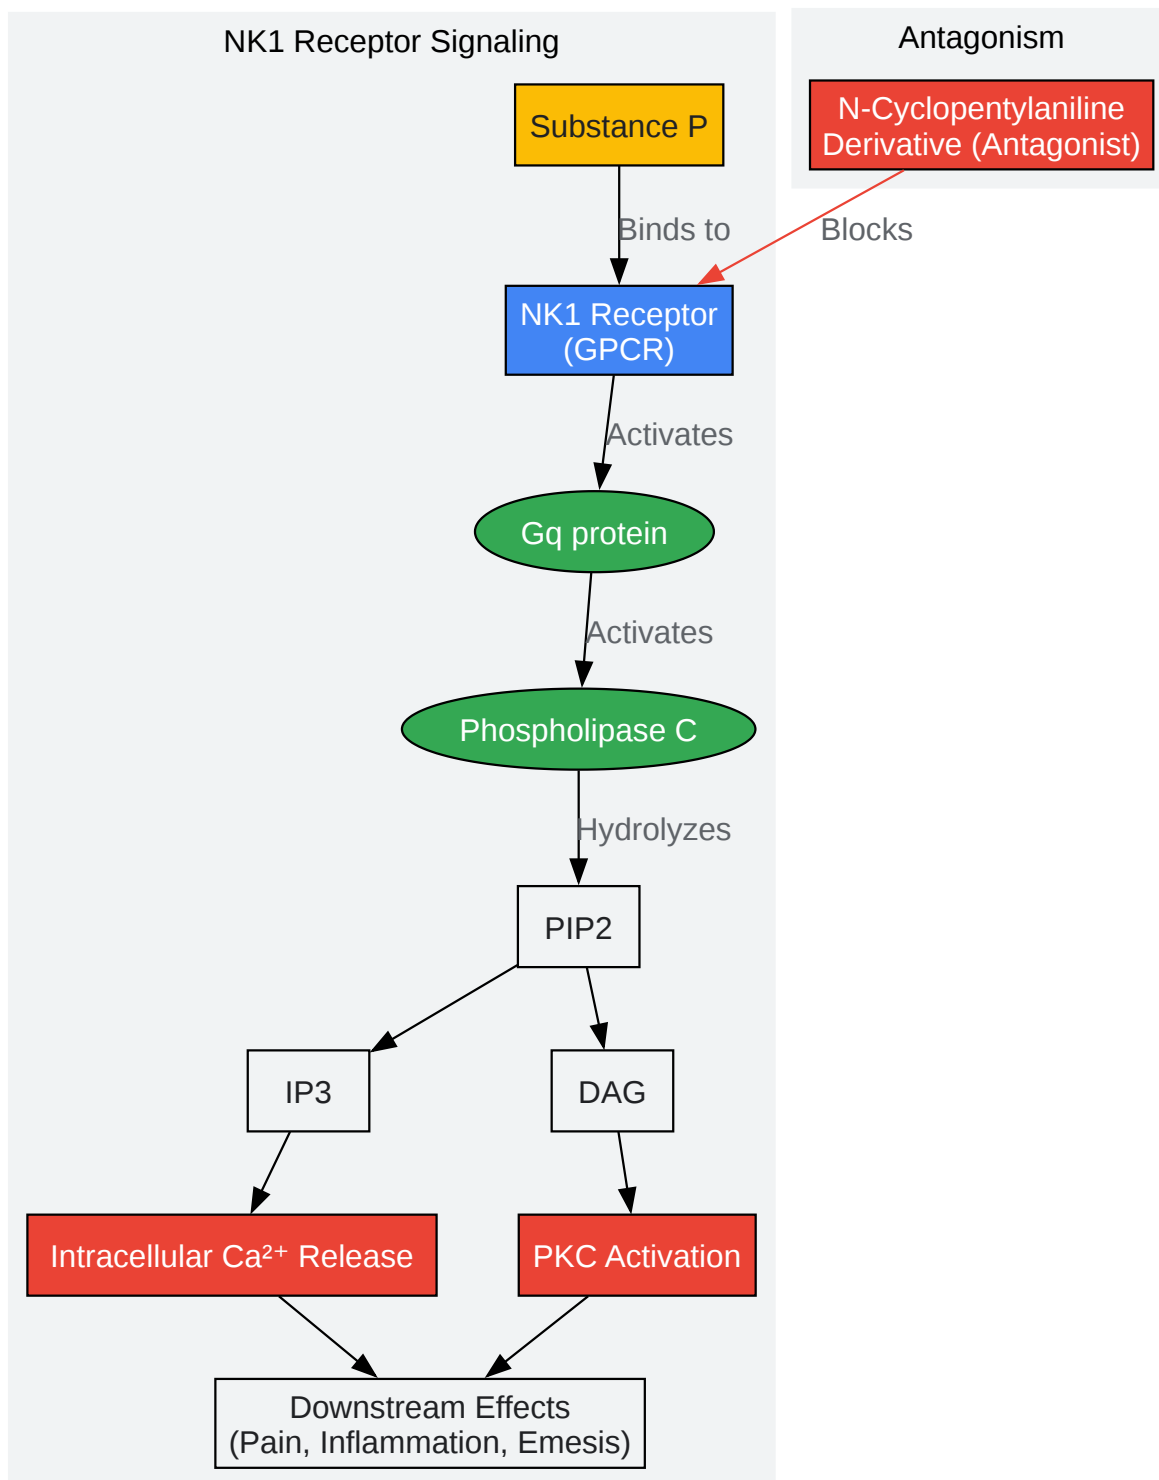 NK1 Receptor Signaling
Antagonism
Substance P
N-Cyclopentylaniline
Derivative (Antagonist)
Binds to
Blocks
NK1 Receptor
(GPCR)
Activates
Gq protein
Activates
Phospholipase C
Hydrolyzes
PIP2
IP3
DAG
Intracellular Ca²⁺ Release
PKC Activation
Downstream Effects
(Pain, Inflammation, Emesis)